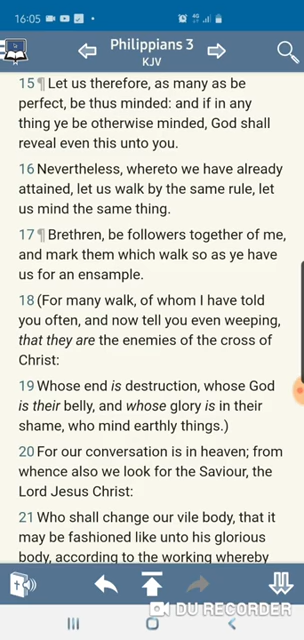 16:05
Philippians 3
KJV
15 ¶ Let us therefore, as many as be
perfect, be thus minded: and if in any
thing ye be otherwise minded, God shall
reveal even this unto you.
16 Nevertheless, whereto we have already
attained, let us walk by the same rule, let
us mind the same thing.
17 ¶ Brethren, be followers together of me,
and mark them which walk so as ye have
us for an ensample.
18 (For many walk, of whom I have told
you often, and now tell you even weeping,
that they are the enemies of the cross of
Christ:
19 Whose end is destruction, whose God
is their belly, and whose glory is in their
shame, who mind earthly things.)
20 For our conversation is in heaven; from
whence also we look for the Saviour, the
Lord Jesus Christ:
21 Who shall change our vile body, that it
may be fashioned like unto his glorious
body, according to the working whereby
DU RECORDER